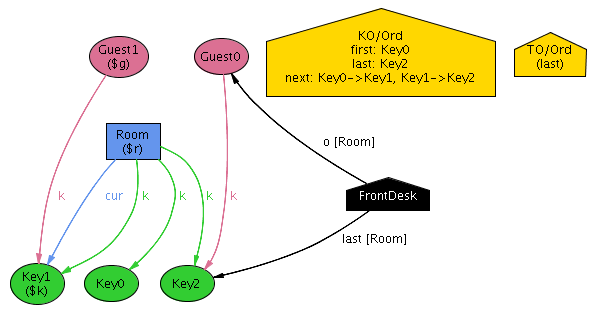 KO/Ord
first: Key0
last: Key2
next: Key0->Key1, Key1->Key2
TO/Ord
(last)
Guest1
($g)
Guest0
Room
($r)
o [Room]
k
cur
k
k
k
k
FrontDesk
last [Room]
Key1
($k)
Key0
Key2